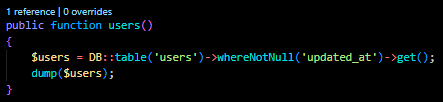 1 reference | 0 overrides
public function users()
{
    $users = DB::table('users')->whereNotNull('updated_at')->get();
    dump($users);
}